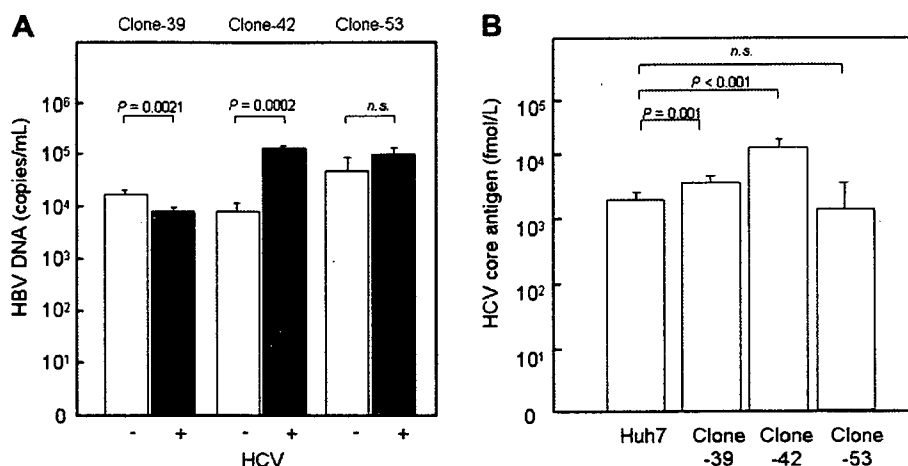 A
Clone-39 Clone-42 Clone-53
HBV DNA (copies/mL)
10⁶
10⁵
10⁴
10³
10²
10¹
0
P = 0.0021
P = 0.0002
n.s.
- + - + - +
HCV
B
HCV core antigen (fmol/L)
10⁵
10⁴
10³
10²
10¹
0
n.s.
P < 0.001
P = 0.001
Huh7 Clone Clone Clone
-39 -42 -53